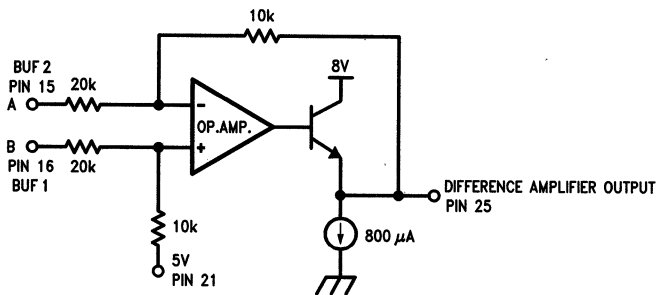 10k
BUF 2
PIN 15
A
20k
8V
-
OP.AMP.
+
B
PIN 16
20k
BUF 1
DIFFERENCE AMPLIFIER OUTPUT
PIN 25
10k
800 μA
5V
PIN 21